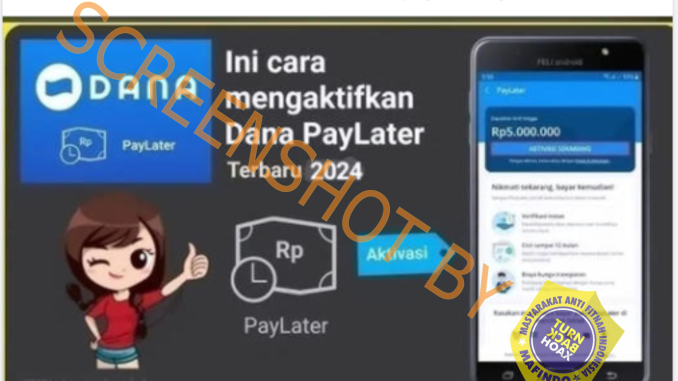 SCREENSHOT BY
DANA
Rp PayLater
Ini cara
mengaktifkan
Dana PayLater
Terbaru 2024
Rp
Aktivasi
PayLater
PayLater
Rp5.000.000
AKTIVASI SEKARANG
Nikmati sekarang, bayar kemudian!
Verifikasi instan
Cicil sampai 12 bulan
Biaya bunga transparan
MASYARAKAT ANTI FITNAH INDONESIA
TURN
BACK
HOAX
MAFINDO